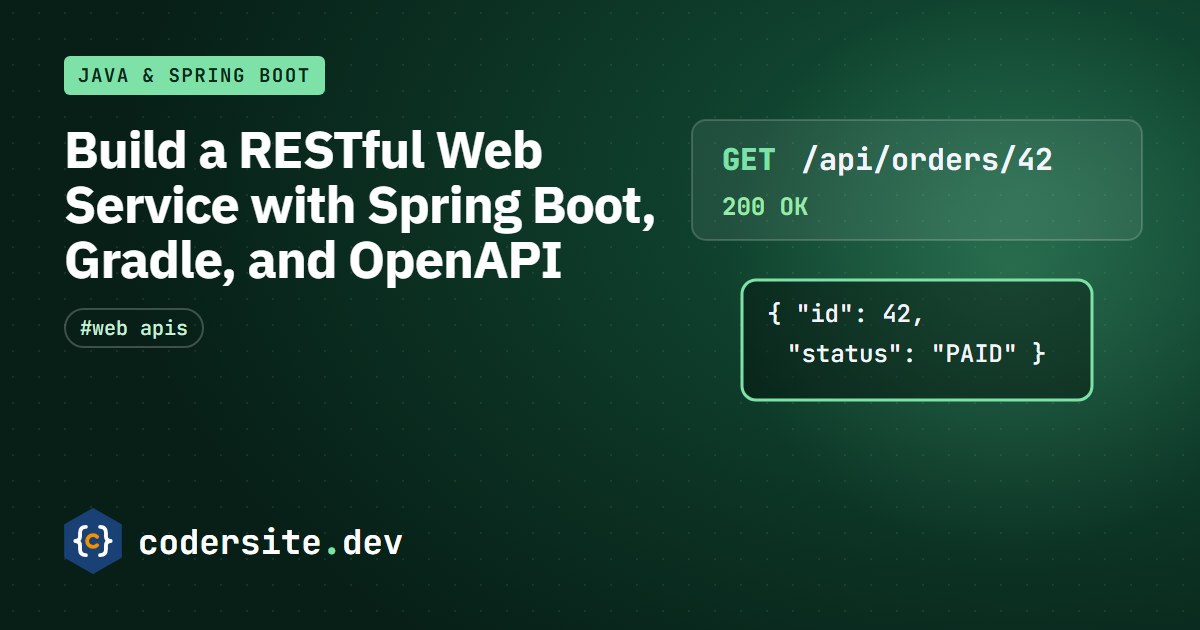 JAVA & SPRING BOOT
Build a RESTful Web
Service with Spring Boot,
Gradle, and OpenAPI
#web apis
GET /api/orders/42
200 OK
{ "id": 42,
"status": "PAID" }
{c}
codersite.dev